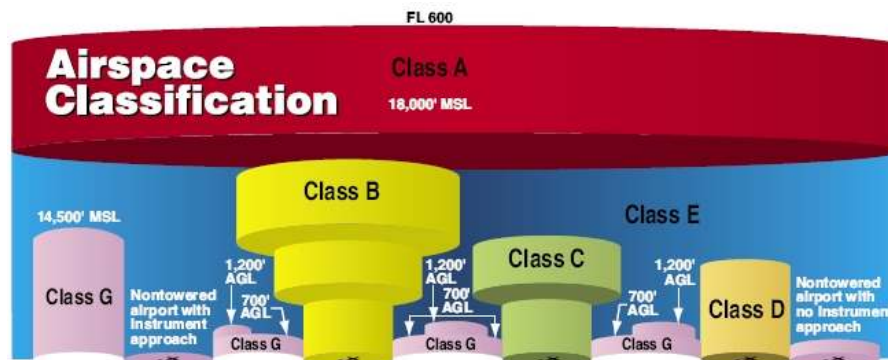 FL 600
Airspace
Classification
Class A
18,000' MSL
Class B
14,500' MSL
Class E
Class C
1,200'
AGL
1,200'
AGL
1,200'
AGL
Class G
Nontowered
airport with
Instrument
approach
700'
AGL
700'
AGL
700'
AGL
Class D
Nontowered
airport with
no Instrument
approach
Class G
Class G
Class G